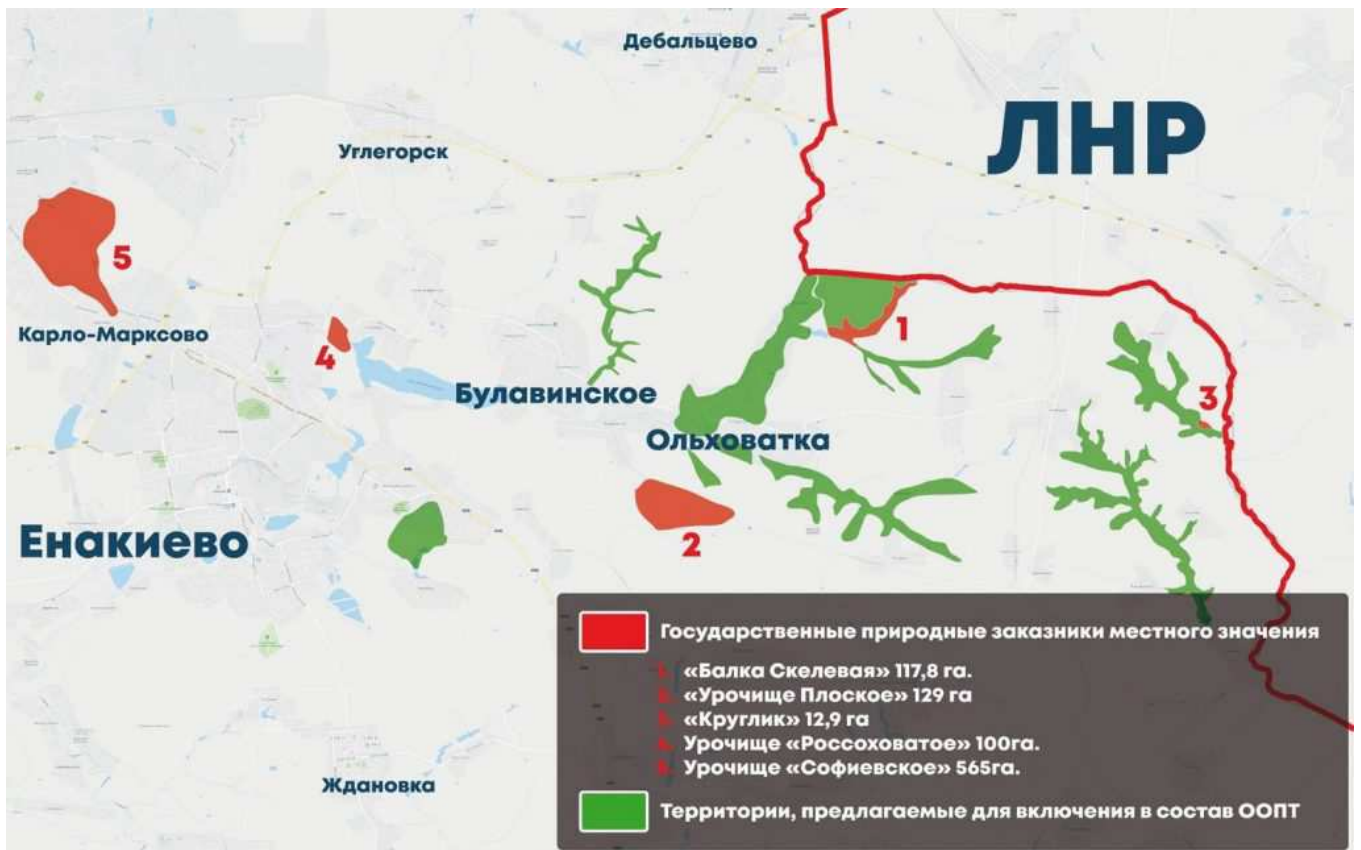 Дебальцево
ЛНР
Углегорск
5
Карло-Марксово
4
1
Булавинское
3
Ольховатка
Енакиево
2
Государственные природные заказники местного значения
1. «Балка Скелевая» 117,8 га.
2. «Урочище Плоское» 129 га
3. «Круглик» 12,9 га
4. Урочище «Россоховатое» 100га.
5. Урочище «Софиевское» 565га.
Ждановка
Территории, предлагаемые для включения в состав ООПТ